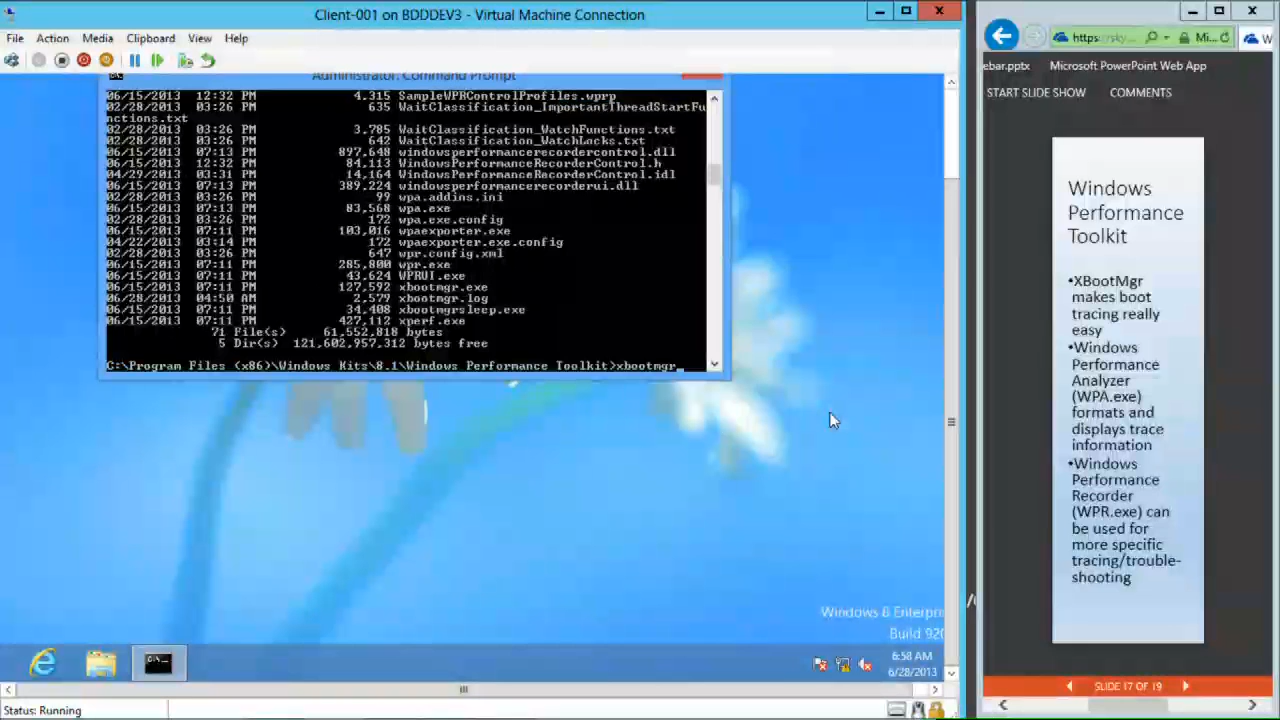 Client-001 on BDDDEV3 - Virtual Machine Connection
File Action Media Clipboard View Help
Administrator: Command Prompt
06/15/2013 12:32 PM 4,315 SampleWPRControlProfiles.wprp
02/28/2013 03:26 PM 635 WaitClassification_ImportantThreadStartFu
nctions.txt
02/28/2013 03:26 PM 3,785 WaitClassification_WatchFunctions.txt
02/28/2013 03:26 PM 642 WaitClassification_WatchLocks.txt
06/15/2013 07:13 PM 897,648 windowsperformancerecordercontrol.dll
06/15/2013 12:32 PM 84,113 WindowsPerformanceRecorderControl.h
04/29/2013 03:31 PM 14,164 WindowsPerformanceRecorderControl.idl
06/15/2013 07:13 PM 389,224 windowsperformancerecorderui.dll
02/28/2013 03:26 PM 99 wpa.addins.ini
06/15/2013 07:13 PM 83,568 wpa.exe
02/28/2013 03:26 PM 172 wpa.exe.config
06/15/2013 07:11 PM 103,016 wpaexporter.exe
04/22/2013 03:14 PM 172 wpaexporter.exe.config
02/28/2013 03:26 PM 647 wpr.config.xml
06/15/2013 07:11 PM 285,800 wpr.exe
06/15/2013 07:11 PM 43,624 WPRUI.exe
06/15/2013 07:11 PM 127,592 xbootmgr.exe
06/28/2013 04:50 AM 2,579 xbootmgr.log
06/15/2013 07:11 PM 34,408 xbootmgrsleep.exe
06/15/2013 07:11 PM 427,112 xperf.exe
71 File(s) 61,552,818 bytes
5 Dir(s) 121,602,957,312 bytes free
C:\Program Files (x86)\Windows Kits\8.1\Windows Performance Toolkit>xbootmgr_
Windows 8 Enterpri
Build 920
6:58 AM
6/28/2013
Status: Running
https://sky... Mi...
W
ebar.pptx Microsoft PowerPoint Web App
START SLIDE SHOW COMMENTS
Windows
Performance
Toolkit
•XBootMgr
makes boot
tracing really
easy
•Windows
Performance
Analyzer
(WPA.exe)
formats and
displays trace
information
•Windows
Performance
Recorder
(WPR.exe) can
be used for
more specific
tracing/trouble-
shooting
SLIDE 17 OF 19